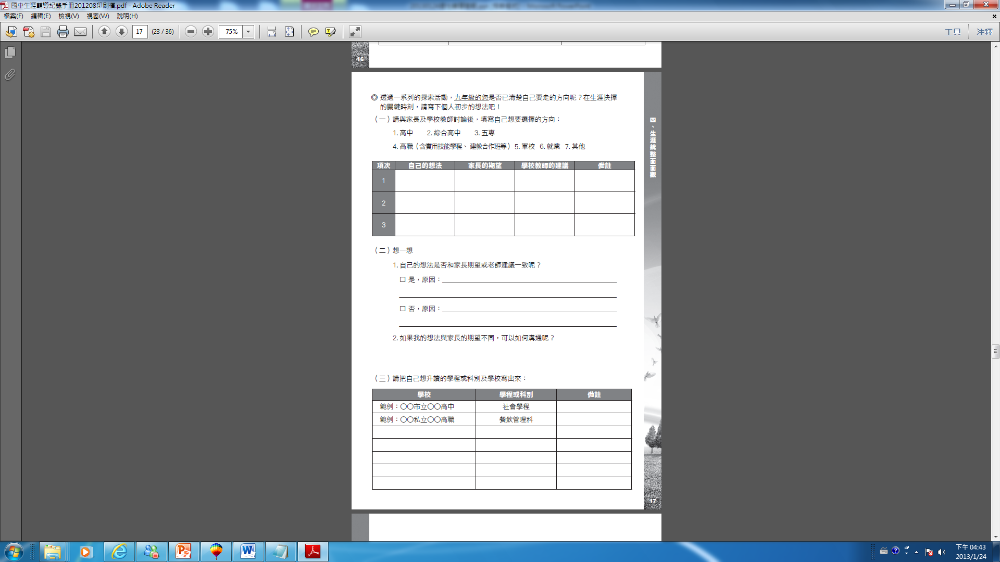 國中生涯輔導紀錄手冊201208印刷檔.pdf - Adobe Reader
檔案(F) 編輯(E) 檢視(V) 視窗(W) 說明(H)
17 (23 / 36) 75% 工具 注釋
16
◎ 透過一系列的探索活動，九年級的您是否已清楚自己要走的方向呢？在生涯抉擇
的關鍵時刻，請寫下個人初步的想法吧！
（一）請與家長及學校教師討論後，填寫自己想要選擇的方向：
1. 高中 2. 綜合高中 3. 五專
4. 高職（含實用技能學程、建教合作班等） 5. 軍校 6. 就業 7. 其他
項次 自己的想法 家長的期望 學校教師的建議 備註
1
2
3
（二）想一想
1. 自己的想法是否和家長期望或老師建議一致呢？
□ 是，原因：
□ 否，原因：
2. 如果我的想法與家長的期望不同，可以如何溝通呢？
（三）請把自己想升讀的學程或科別及學校寫出來：
學校 學程或科別 備註
範例：〇〇市立〇〇高中 社會學程
範例：〇〇私立〇〇高職 餐飲管理科
四、生涯統整面面觀
17
下午 04:43
2013/1/24